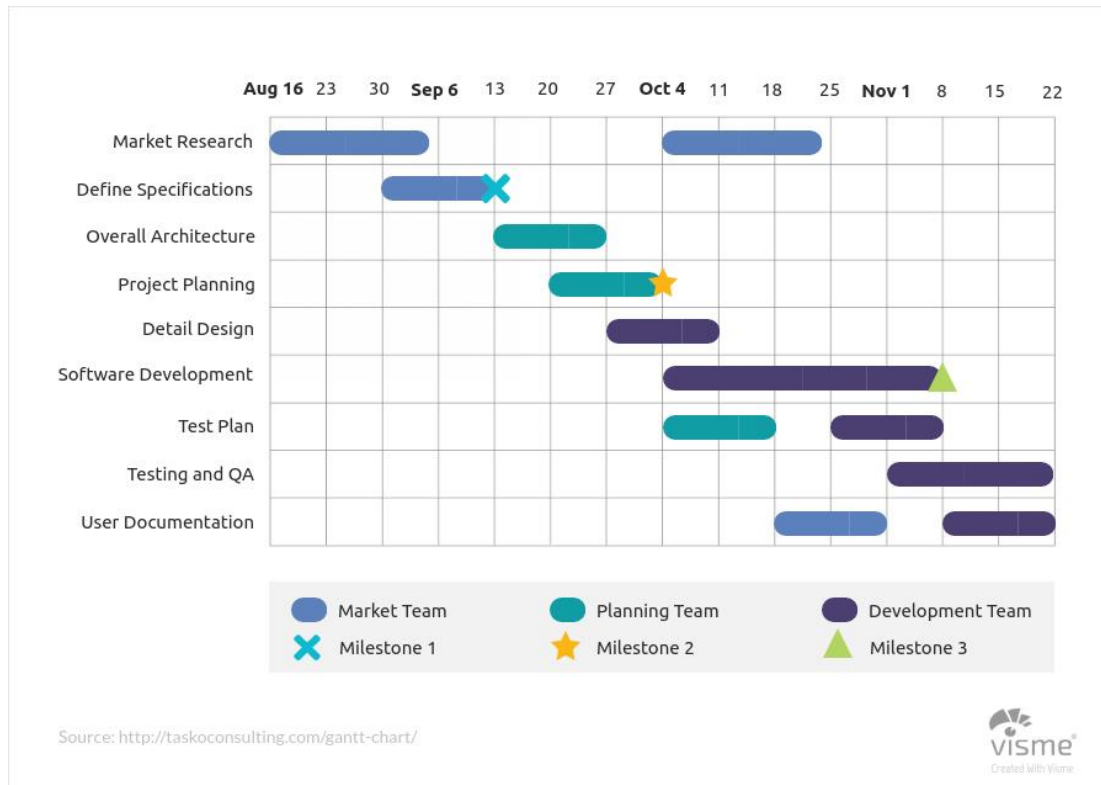 Aug 16 23 30 Sep 6 13 20 27 Oct 4 11 18 25 Nov 1 8 15 22
Market Research
Define Specifications
Overall Architecture
Project Planning
Detail Design
Software Development
Test Plan
Testing and QA
User Documentation
Market Team Planning Team Development Team
Milestone 1 Milestone 2 Milestone 3
Source: http://taskoconsulting.com/gantt-chart/
visme
Created With Visme